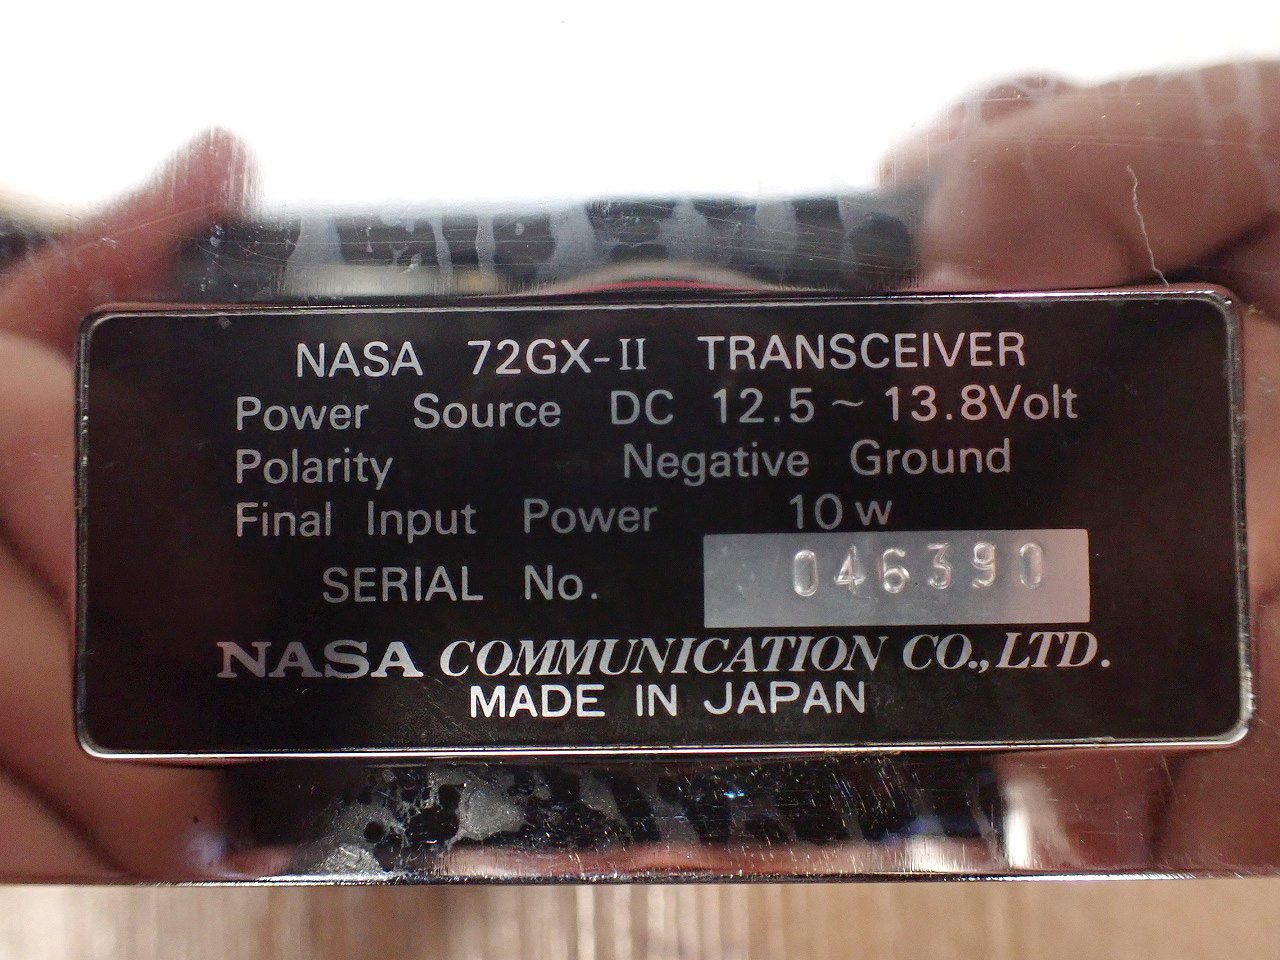 NASA 72GX-II TRANSCEIVER
Power Source DC 12.5 ~ 13.8Volt
Polarity Negative Ground
Final Input Power 10 w
SERIAL No. 046390
NASA COMMUNICATION CO., LTD.
MADE IN JAPAN